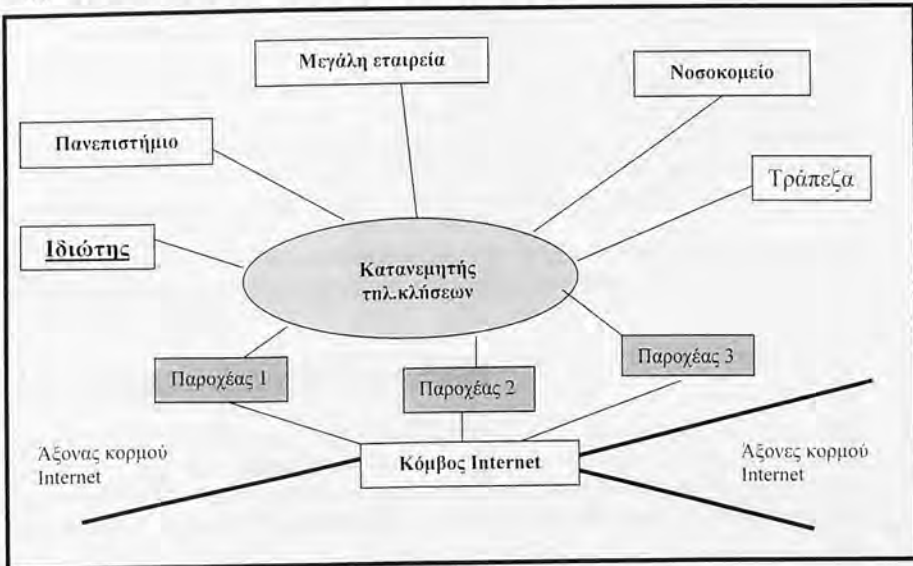 Μεγάλη εταιρεία
Νοσοκομείο
Πανεπιστήμιο
Τράπεζα
Ιδιώτης
Κατανεμητής
τηλ.κλήσεων
Παροχέας 1
Παροχέας 2
Παροχέας 3
Άξονας κορμού
Internet
Κόμβος Internet
Άξονες κορμού
Internet